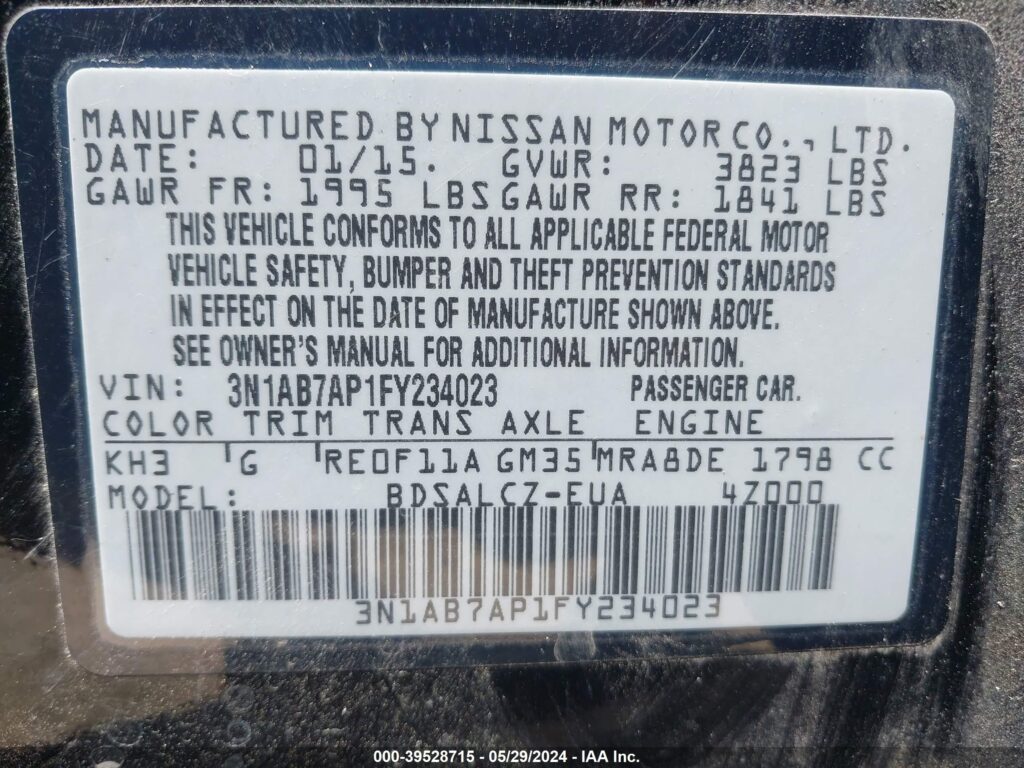 MANUFACTURED BY NISSAN MOTOR CO., LTD.
DATE: 01/15. GVWR: 3823 LBS
GAWR FR: 1995 LBS GAWR RR: 1841 LBS
THIS VEHICLE CONFORMS TO ALL APPLICABLE FEDERAL MOTOR
VEHICLE SAFETY, BUMPER AND THEFT PREVENTION STANDARDS
IN EFFECT ON THE DATE OF MANUFACTURE SHOWN ABOVE.
SEE OWNER'S MANUAL FOR ADDITIONAL INFORMATION.
VIN: 3N1AB7AP1FY234023 PASSENGER CAR.
COLOR TRIM TRANS AXLE ENGINE
KH3 G RE0F11A GM35 MRA8DE 1798 CC
MODEL: BDSALCZ-EUA 4Z000
3N1AB7AP1FY234023
000-39528715 - 05/29/2024 - IAA Inc.